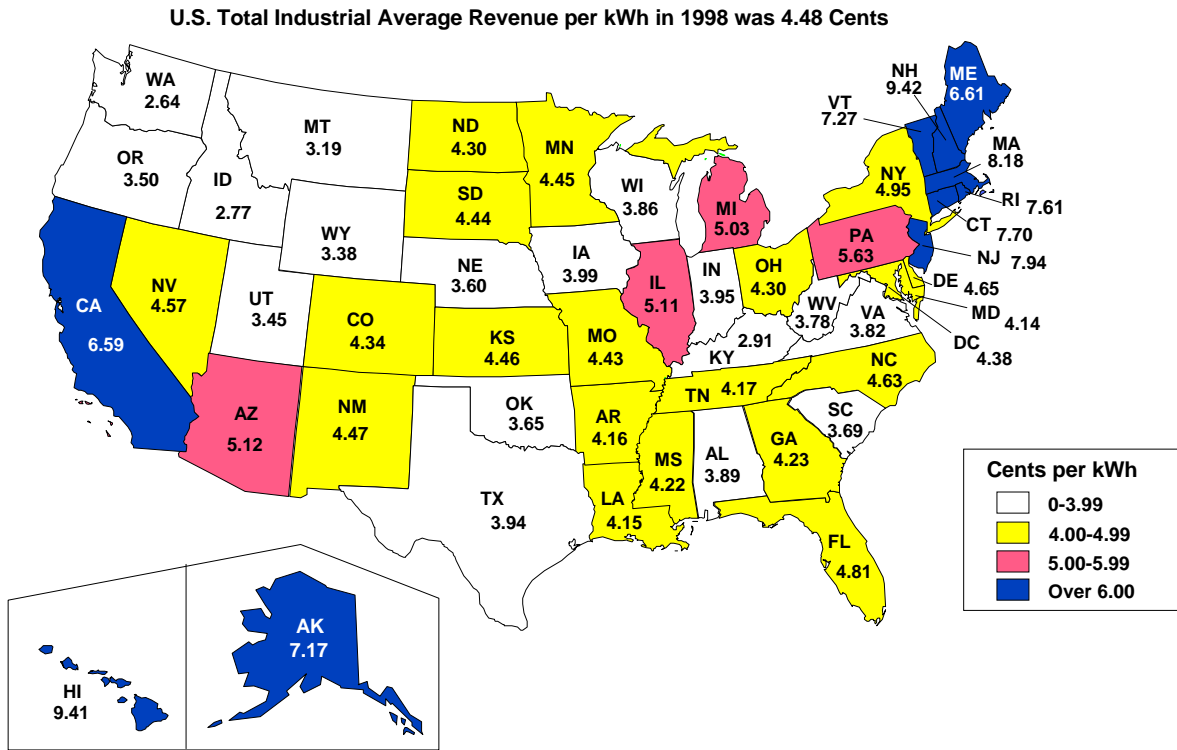 U.S. Total Industrial Average Revenue per kWh in 1998 was 4.48 Cents
WA
2.64
OR
3.50
ID
2.77
MT
3.19
WY
3.38
ND
4.30
SD
4.44
NE
3.60
MN
4.45
IA
3.99
WI
3.86
MI
5.03
IL
5.11
IN
3.95
OH
4.30
PA
5.63
NY
4.95
VT
7.27
NH
9.42
ME
6.61
MA
8.18
RI 7.61
CT
7.70
NJ 7.94
DE 4.65
MD
4.14
DC
4.38
WV
3.78
VA
3.82
KY
2.91
CA
6.59
NV
4.57
UT
3.45
CO
4.34
KS
4.46
MO
4.43
AZ
5.12
NM
4.47
OK
3.65
AR
4.16
TN 4.17
NC
4.63
SC
3.69
TX
3.94
LA
4.15
MS
4.22
AL
3.89
GA
4.23
FL
4.81
AK
7.17
HI
9.41
Cents per kWh
0-3.99
4.00-4.99
5.00-5.99
Over 6.00